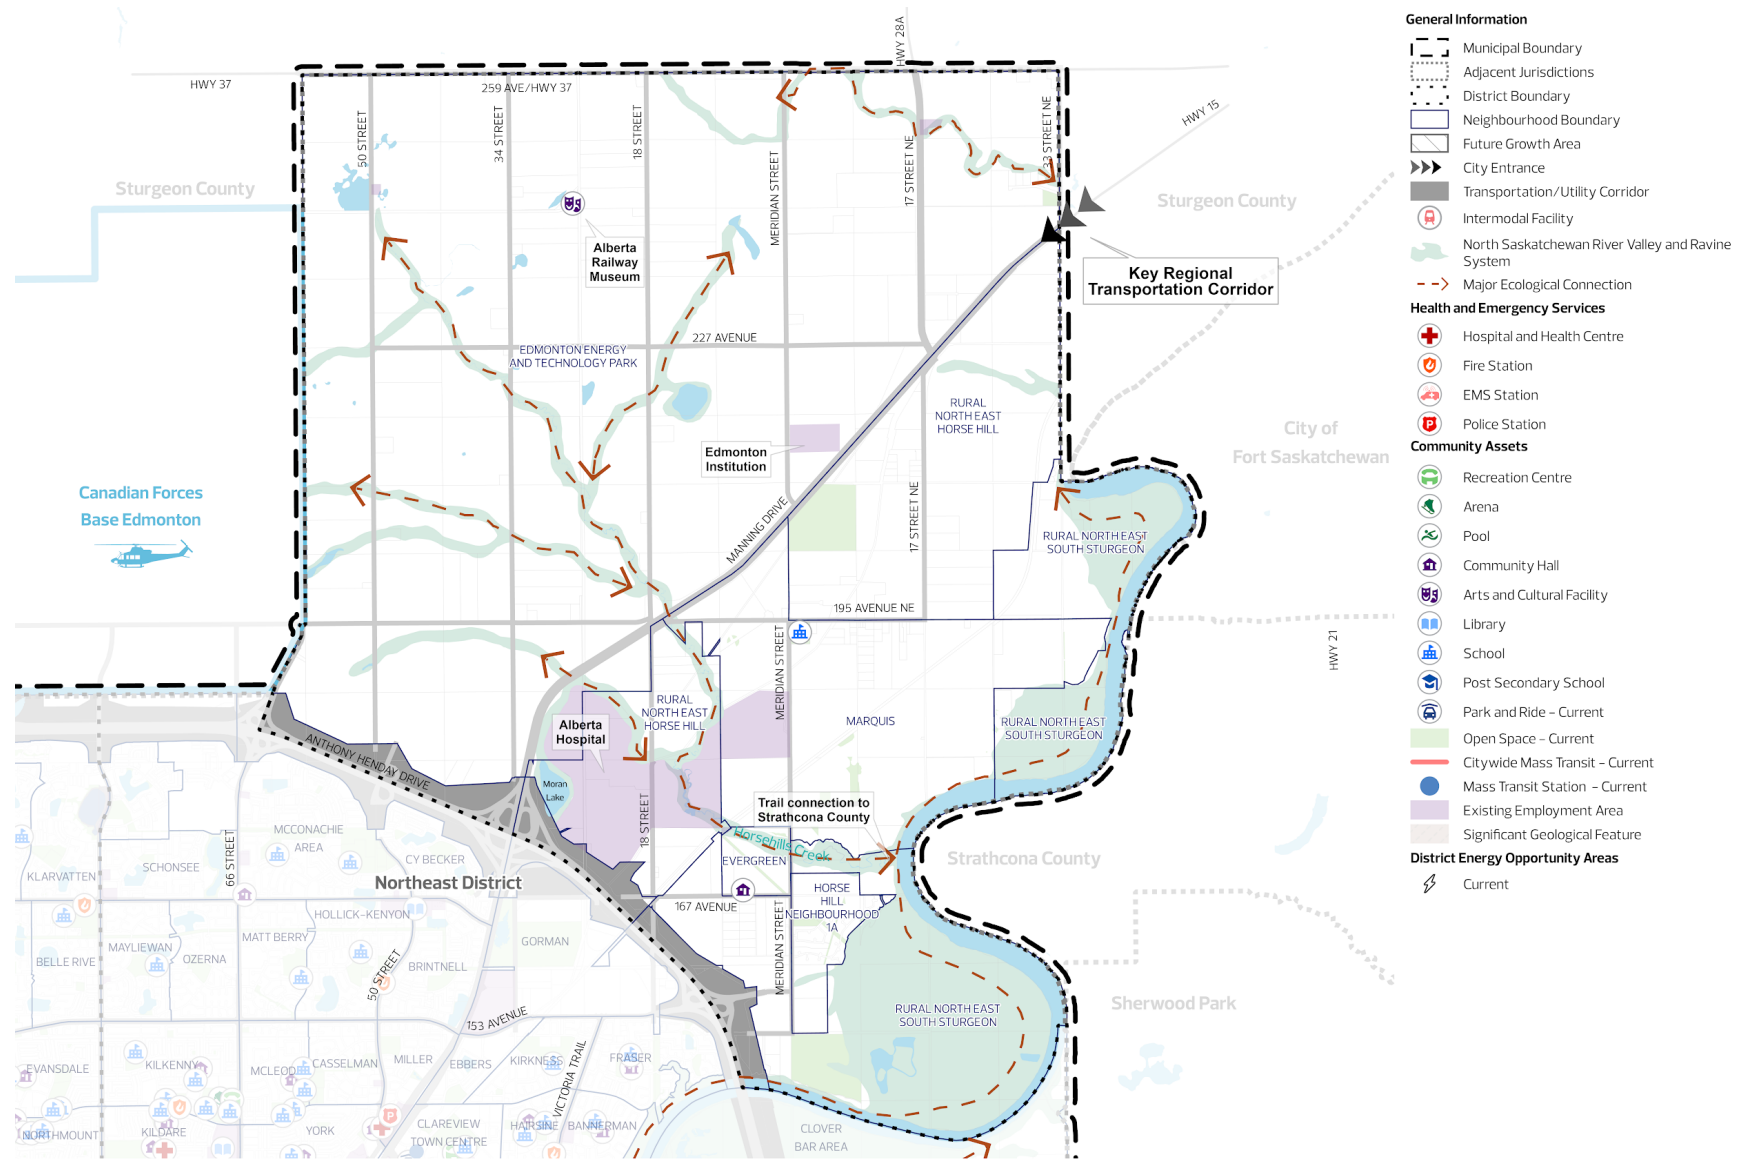 HWY 28A
HWY 37
259 AVE/HWY 37
HWY 15
50 STREET
34 STREET
18 STREET
MERIDIAN STREET
17 STREET NE
33 STREET NE
Sturgeon County
Sturgeon County
Alberta
Railway
Museum
Key Regional
Transportation Corridor
227 AVENUE
EDMONTON ENERGY
AND TECHNOLOGY PARK
RURAL
NORTH EAST
HORSE HILL
City of
Fort Saskatchewan
Edmonton
Institution
Canadian Forces
Base Edmonton
MANNING DRIVE
17 STREET NE
RURAL NORTH EAST
SOUTH STURGEON
195 AVENUE NE
HWY 21
MERIDIAN STREET
RURAL
NORTH EAST
HORSE HILL
MARQUIS
RURAL NORTH EAST
SOUTH STURGEON
Alberta
Hospital
ANTHONY HENDAY DRIVE
Moran
Lake
18 STREET
Trail connection to
Strathcona County
Horsehills Creek
EVERGREEN
Strathcona County
MCCONACHIE
AREA
CY BECKER
SCHONSEE
KLARVATTEN
66 STREET
Northeast District
HORSE
HILL
NEIGHBOURHOOD
1A
167 AVENUE
MERIDIAN STREET
HOLLICK-KENYON
MATT BERRY
MAYLIEWAN
OZERNA
BELLE RIVE
GORMAN
BRINTNELL
50 STREET
153 AVENUE
RURAL NORTH EAST
SOUTH STURGEON
Sherwood Park
EVANSDALE
KILKENNY
MCLEOD
CASSELMAN
MILLER
EBBERS
KIRKNESS
FRASER
VICTORIA TRAIL
NORTHMOUNT
KILDARE
YORK
CLAREVIEW
TOWN CENTRE
HAIRSINE
BANNERMAN
CLOVER
BAR AREA
General Information
Municipal Boundary
Adjacent Jurisdictions
District Boundary
Neighbourhood Boundary
Future Growth Area
City Entrance
Transportation/Utility Corridor
Intermodal Facility
North Saskatchewan River Valley and Ravine
System
Major Ecological Connection
Health and Emergency Services
Hospital and Health Centre
Fire Station
EMS Station
Police Station
Community Assets
Recreation Centre
Arena
Pool
Community Hall
Arts and Cultural Facility
Library
School
Post Secondary School
Park and Ride – Current
Open Space – Current
Citywide Mass Transit – Current
Mass Transit Station – Current
Existing Employment Area
Significant Geological Feature
District Energy Opportunity Areas
Current